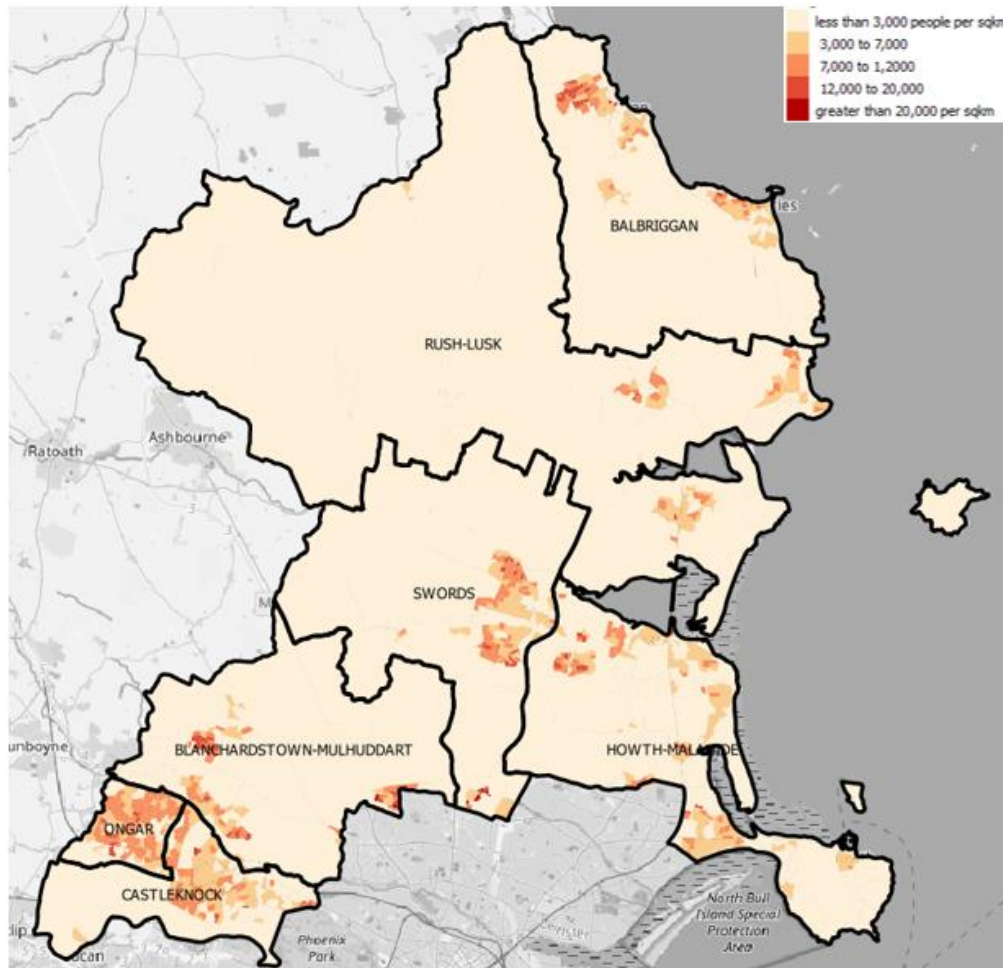 less than 3,000 people per sqkm
3,000 to 7,000
7,000 to 1,2000
12,000 to 20,000
greater than 20,000 per sqkm
BALBRIGGAN
RUSH-LUSK
Ashbourne
Ratoath
SWORDS
BLANCHARDSTOWN-MULHUDDART
HOWTH-MALAHIDE
ONGAR
CASTLEKNOCK
Phoenix
Park
North Bull
Island Special
Protection
Area